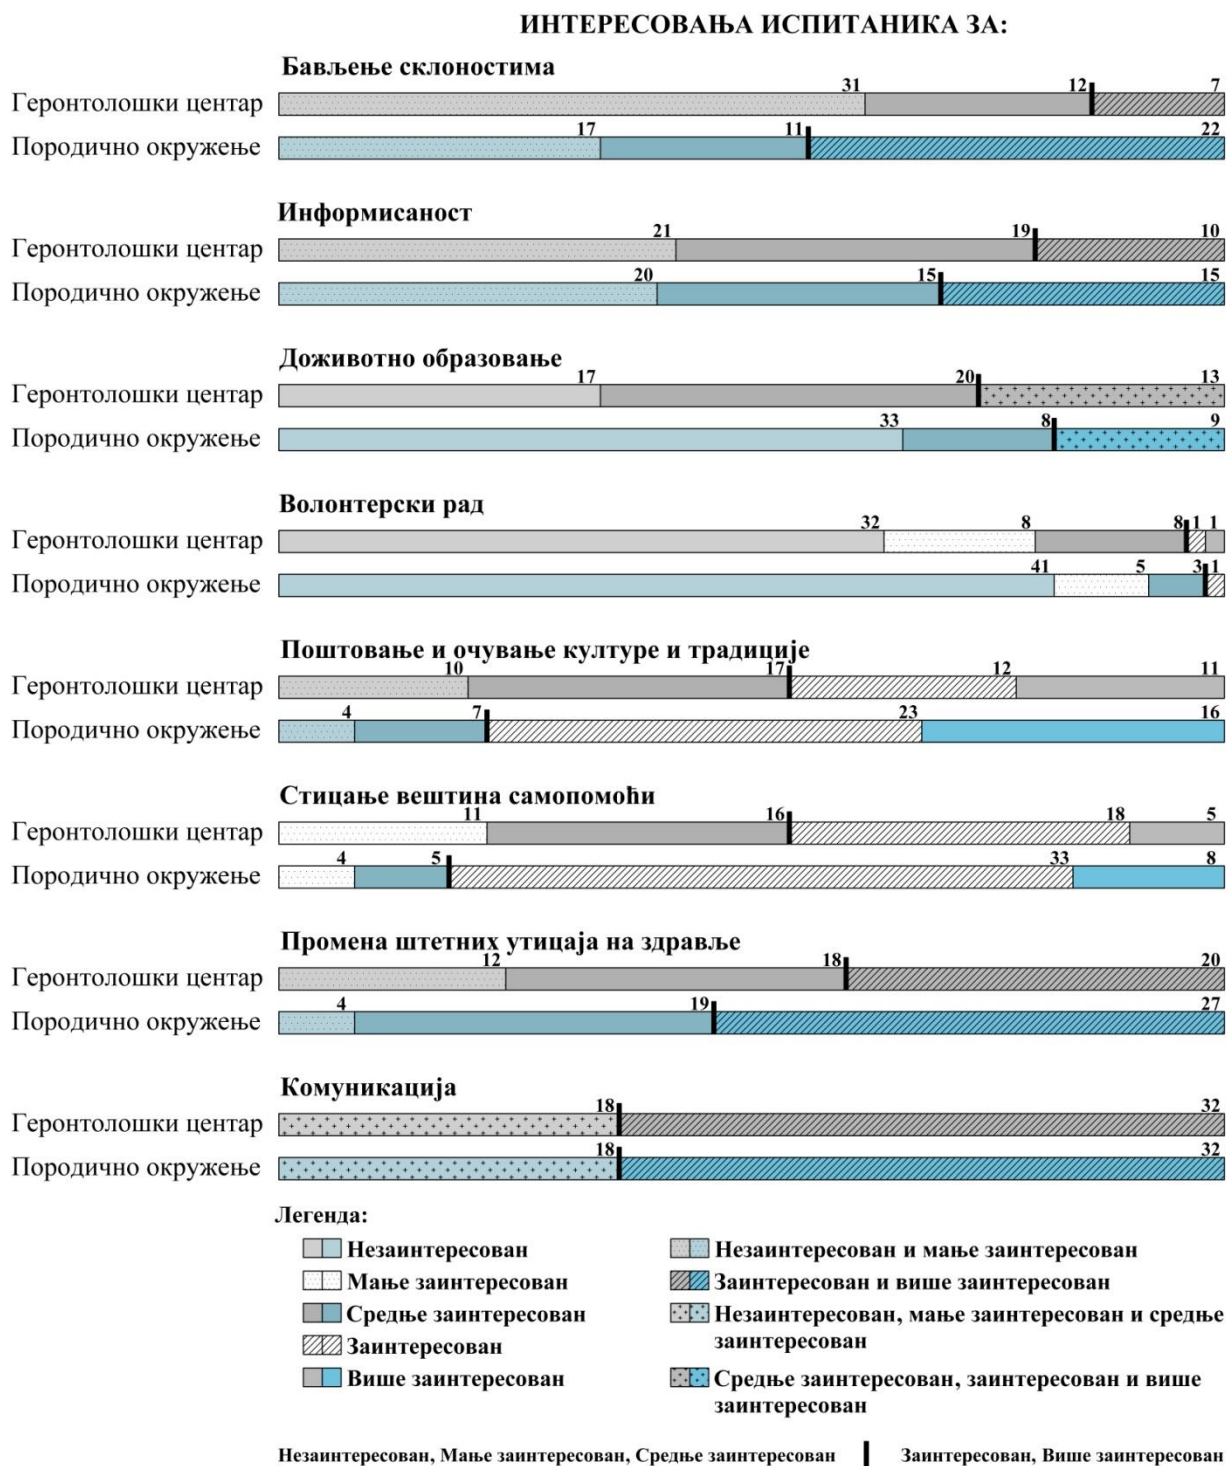 ИНТЕРЕСОВАЊА ИСПИТАНИКА ЗА:
Бављење склоностима
Геронтолошки центар 31 12 7
Породично окружење 17 11 22
Информисаност
Геронтолошки центар 21 19 10
Породично окружење 20 15 15
Доживотно образовање
Геронтолошки центар 17 20 13
Породично окружење 33 8 9
Волонтерски рад
Геронтолошки центар 32 8 8 1 1
Породично окружење 41 5 3 1
Поштовање и очување културе и традиције
Геронтолошки центар 10 17 12 11
Породично окружење 4 7 23 16
Стицање вештина самопомоћи
Геронтолошки центар 11 16 18 5
Породично окружење 4 5 33 8
Промена штетних утицаја на здравље
Геронтолошки центар 12 18 20
Породично окружење 4 19 27
Комуникација
Геронтолошки центар 18 32
Породично окружење 18 32
Легенда:
Незаинтересован
Мање заинтересован
Средње заинтересован
Заинтересован
Више заинтересован
Незаинтересован и мање заинтересован
Заинтересован и више заинтересован
Незаинтересован, мање заинтересован и средње
заинтересован
Средње заинтересован, заинтересован и више
заинтересован
Незаинтересован, Мање заинтересован, Средње заинтересован Заинтересован, Више заинтересован